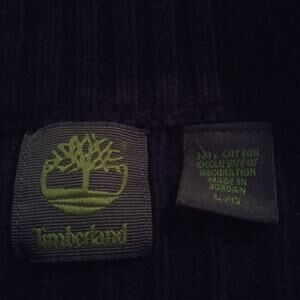 Timberland
100% COTTON
EXCLUSIVE OF
DECORATION
MADE IN
JORDAN
L/G